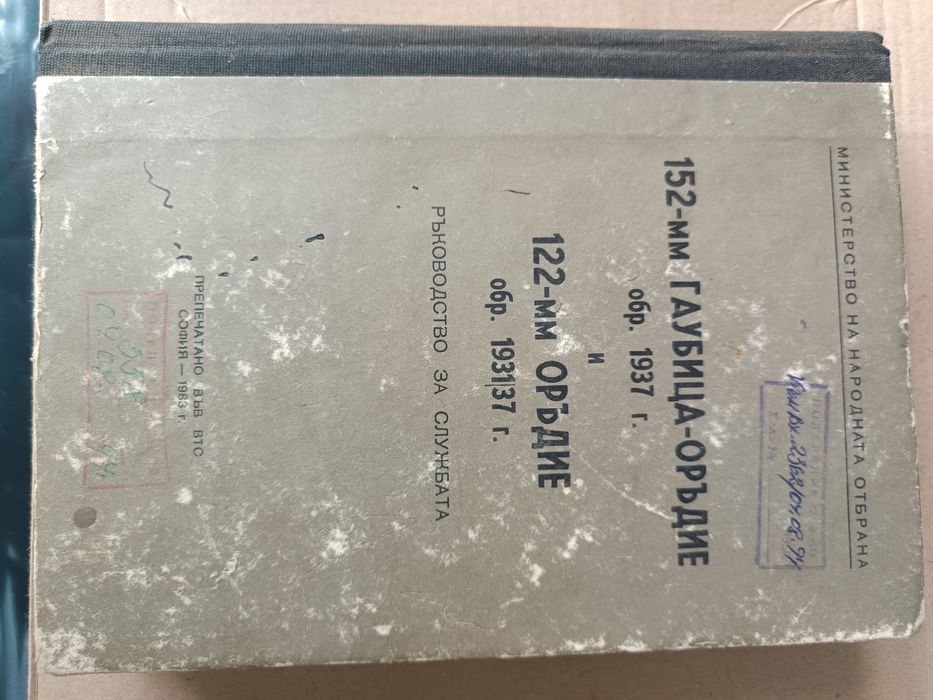 МИНИСТЕРСТВО НА НАРОДНАТА ОТБРАНА
152-мм ГАУБИЦА-ОРЪДИЕ
обр. 1937 г.
и
122-мм ОРЪДИЕ
обр. 1931/37 г.
РЪКОВОДСТВО ЗА СЛУЖБАТА
ПРЕПЕЧАТАНО ВЪВ ВТС
СОФИЯ — 1983 г.